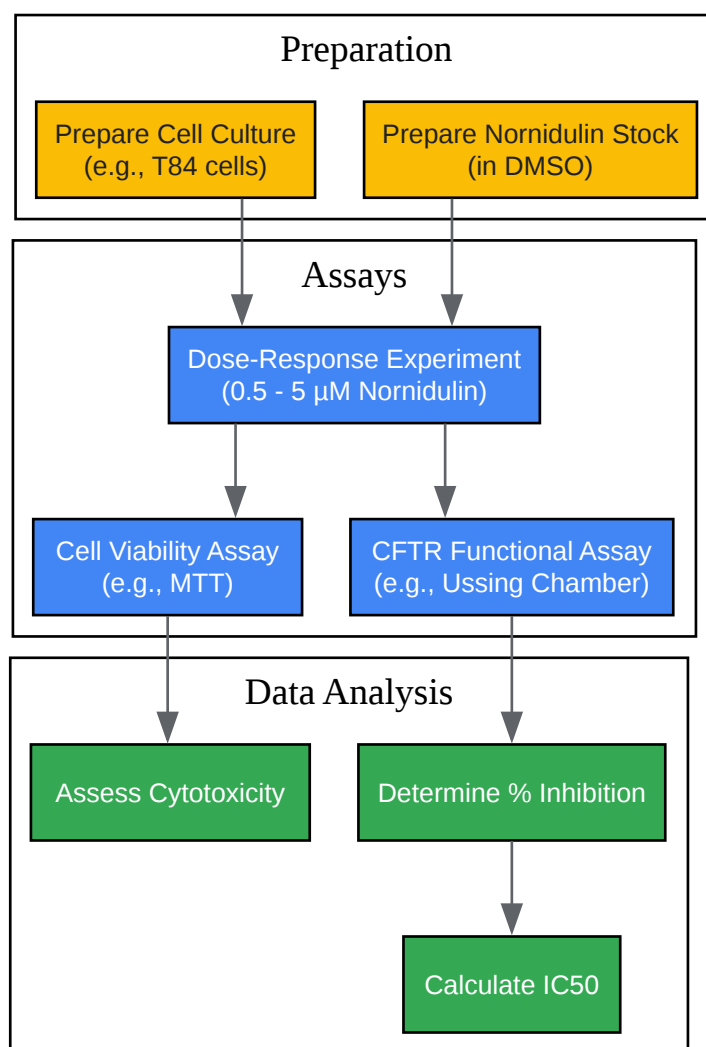 Preparation
Prepare Cell Culture
(e.g., T84 cells)
Prepare Nornidulin Stock
(in DMSO)
Assays
Dose-Response Experiment
(0.5 - 5 µM Nornidulin)
Cell Viability Assay
(e.g., MTT)
CFTR Functional Assay
(e.g., Ussing Chamber)
Data Analysis
Assess Cytotoxicity
Determine % Inhibition
Calculate IC50